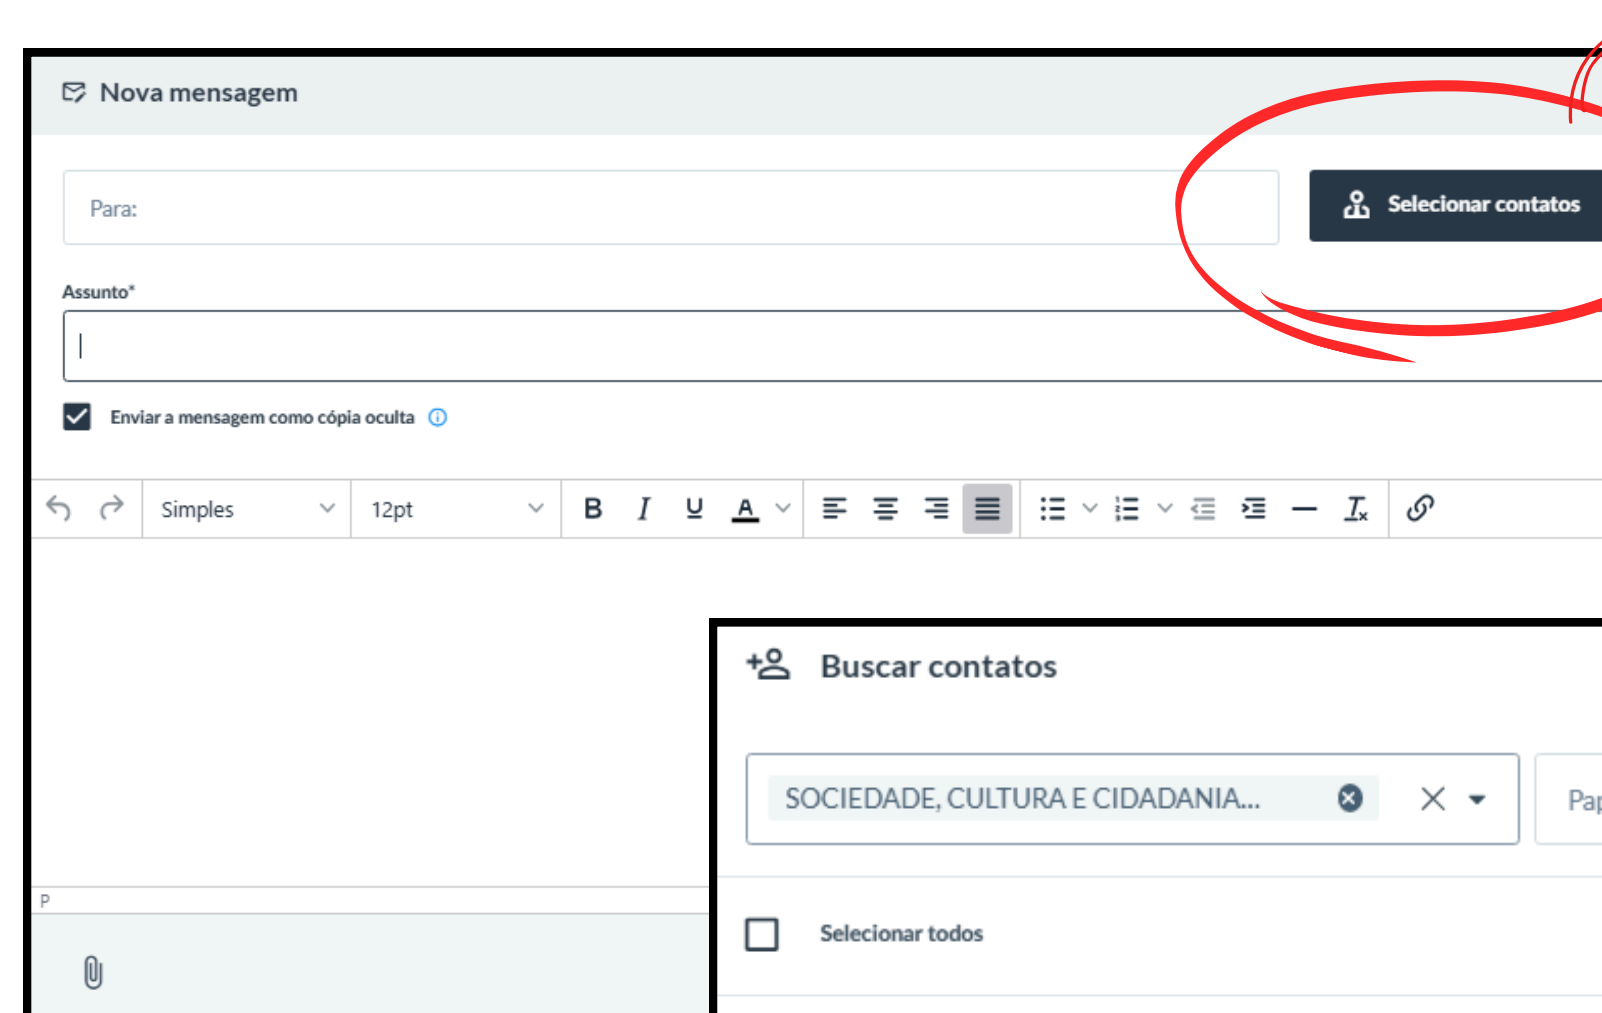 Nova mensagem
Para:
Selecionar contatos
Assunto*
Enviar a mensagem como cópia oculta
Simples
12pt
B I U A
P
Buscar contatos
SOCIEDADE, CULTURA E CIDADANIA...
Selecionar todos